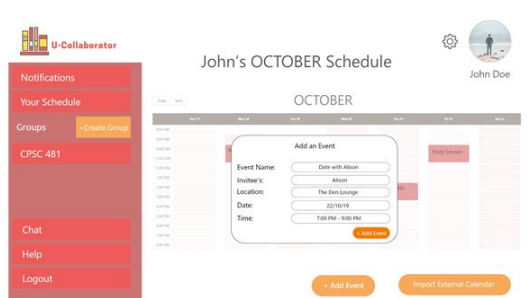 U-Collaborator
John's OCTOBER Schedule
John Doe
Notifications
Your Schedule
Groups
+Create Group
CPSC 481
Chat
Help
Logout
OCTOBER
Add an Event
Event Name: Date with Alison
Invitee's: Alison
Location: The Den Lounge
Date: 22/10/19
Time: 7:00 PM - 9:00 PM
+ Add Event
Study Session
+ Add Event
Import External Calendar